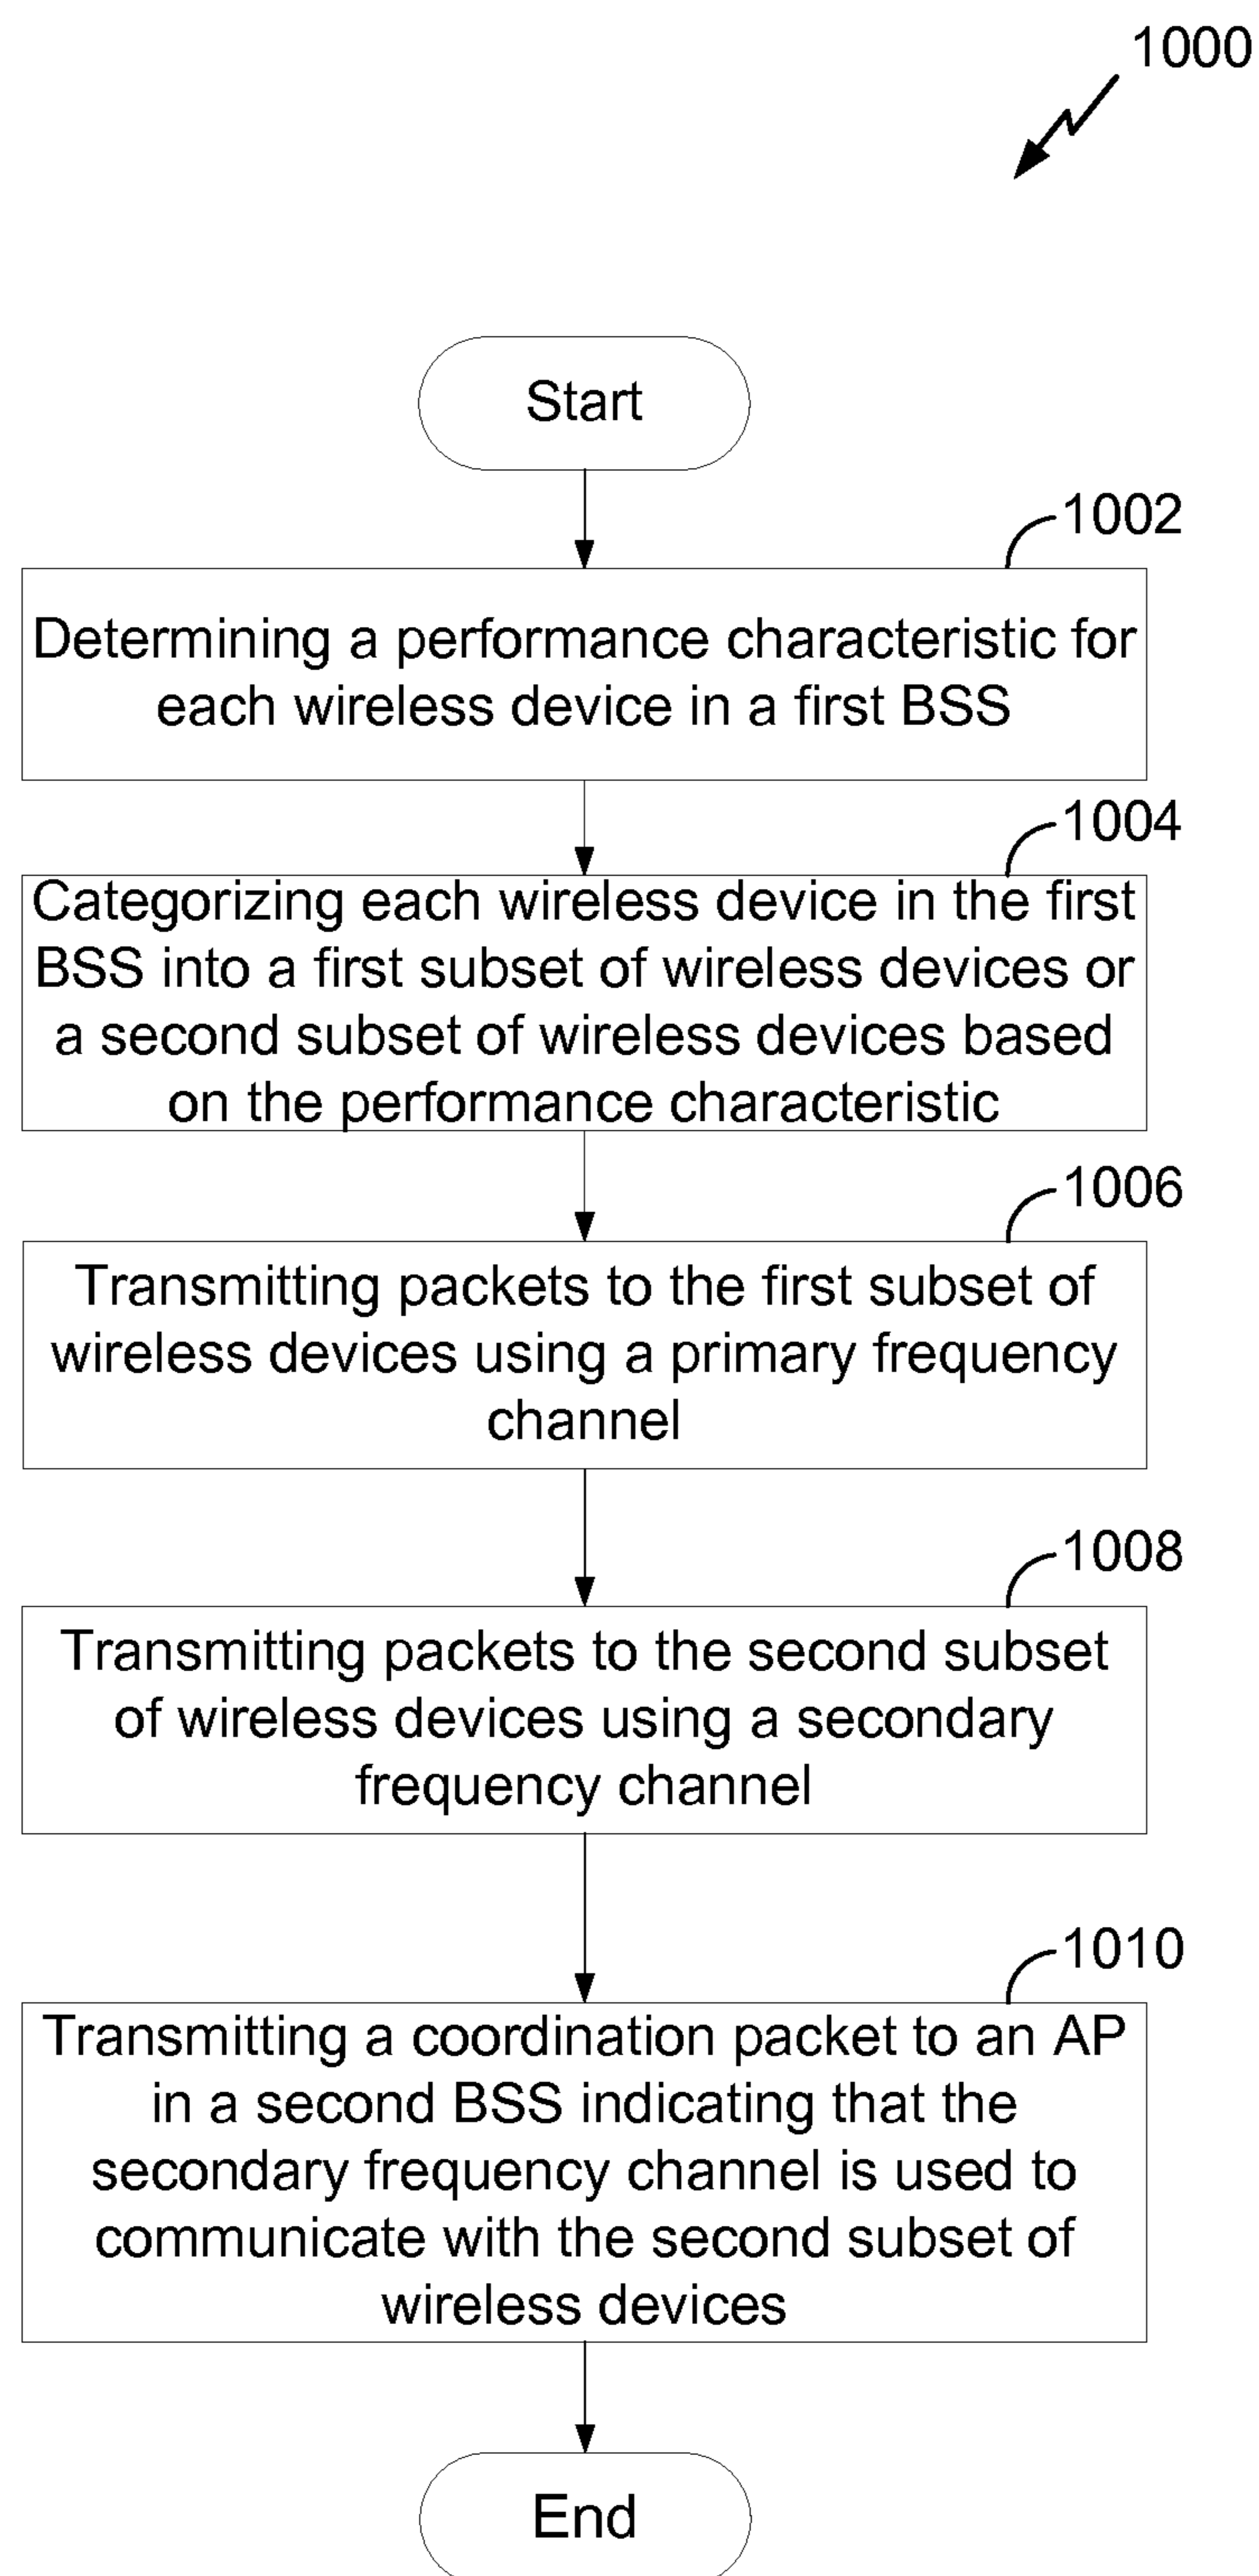 1000
Start
1002
Determining a performance characteristic for
each wireless device in a first BSS
1004
Categorizing each wireless device in the first
BSS into a first subset of wireless devices or
a second subset of wireless devices based
on the performance characteristic
1006
Transmitting packets to the first subset of
wireless devices using a primary frequency
channel
1008
Transmitting packets to the second subset
of wireless devices using a secondary
frequency channel
1010
Transmitting a coordination packet to an AP
in a second BSS indicating that the
secondary frequency channel is used to
communicate with the second subset of
wireless devices
End